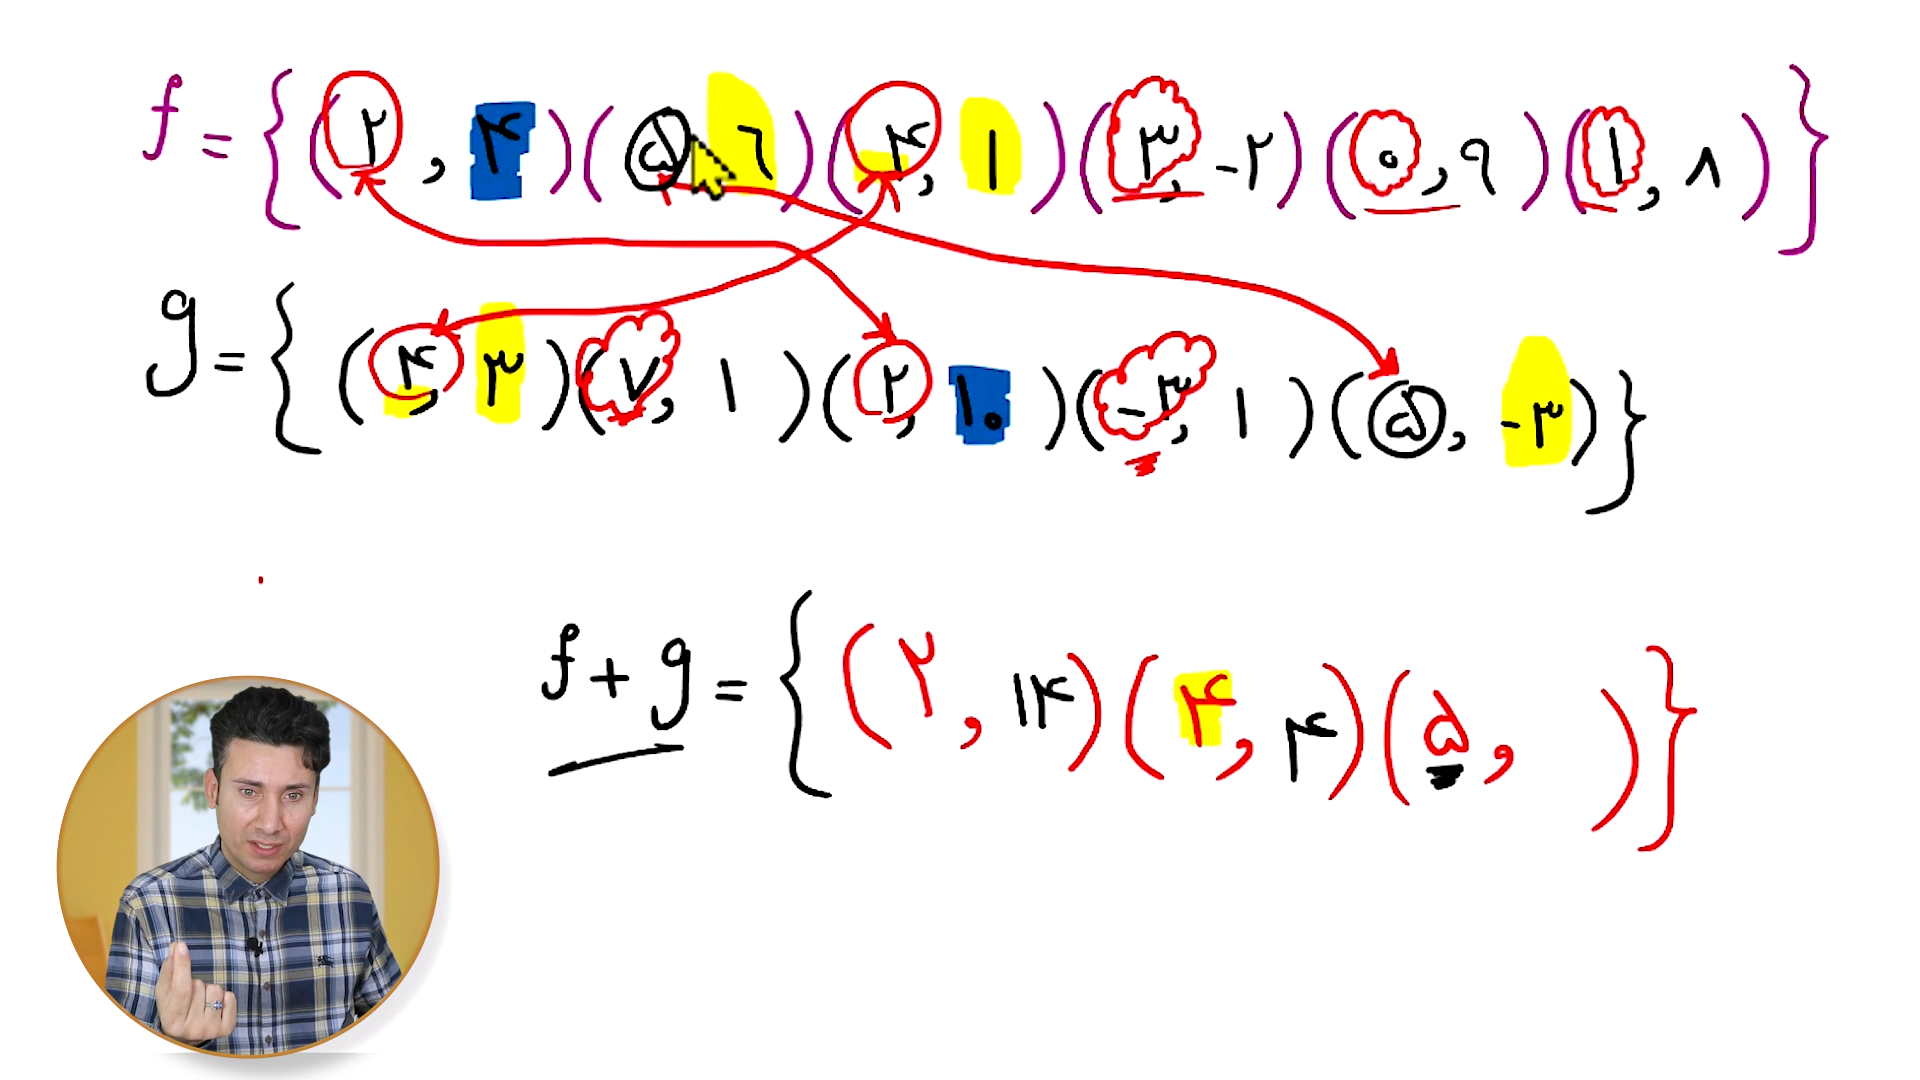 f = { (۲ , ۴) (۵ ۶) (۴ , ۱) (۳ , -۲) (۰ , ۹) (۱ , ۸) }
g = { (۴ , ۳) (۷ , ۱) (۲ , ۱۰) (-۳ , ۱) (۵ , -۳) }
f + g = { (۲ , ۱۴) (۴ , ۴) (۵ , ) }